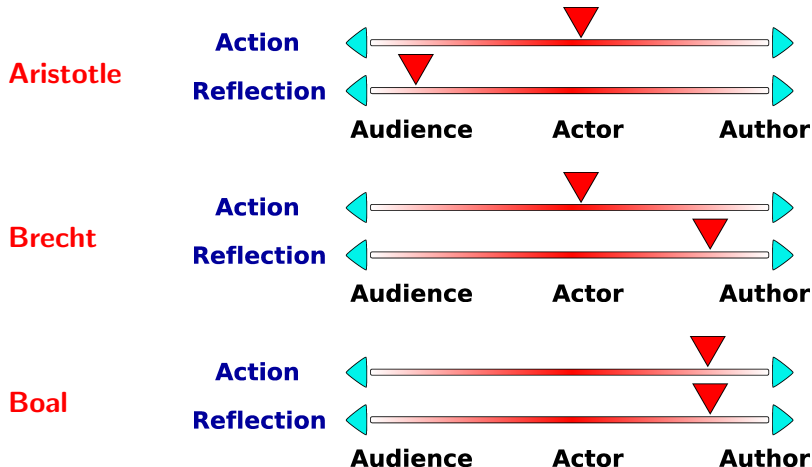 Aristotle
Action
Reflection
Audience Actor Author
Brecht
Action
Reflection
Audience Actor Author
Boal
Action
Reflection
Audience Actor Author